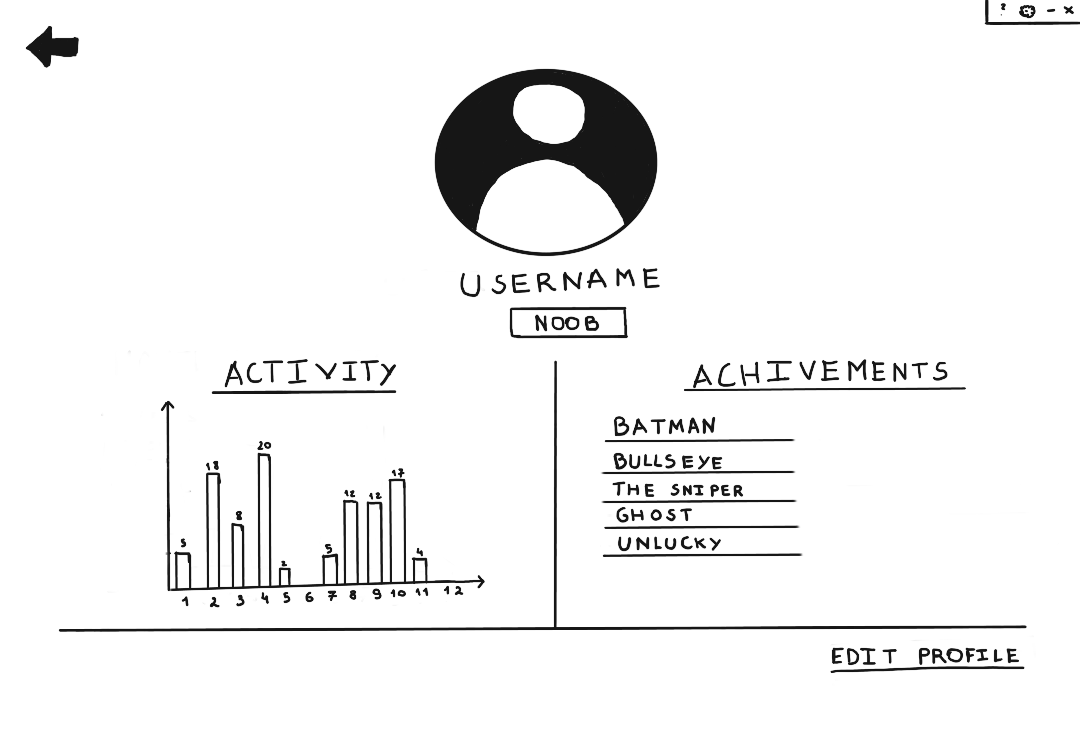 ? - ×
USERNAME
NOOB
ACTIVITY
5 18 8 20 2 5 12 12 17 4
1 2 3 4 5 6 7 8 9 10 11 12
ACHIVEMENTS
BATMAN
BULLSEYE
THE SNIPER
GHOST
UNLUCKY
EDIT PROFILE